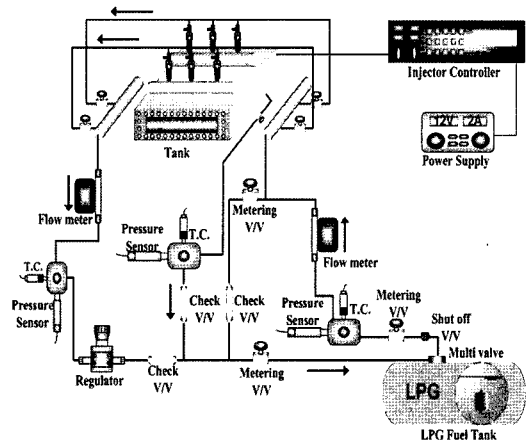 Injector Controller
12V 2A
Power Supply
Tank
Flow meter
Pressure
Sensor
T.C.
Metering
V/V
Flow meter
T.C.
Pressure
Sensor
Check
V/V
Check
V/V
Pressure
Sensor
T.C.
Metering
V/V
Shut off
V/V
Multi valve
Regulator
Check
V/V
Metering
V/V
LPG
LPG Fuel Tank